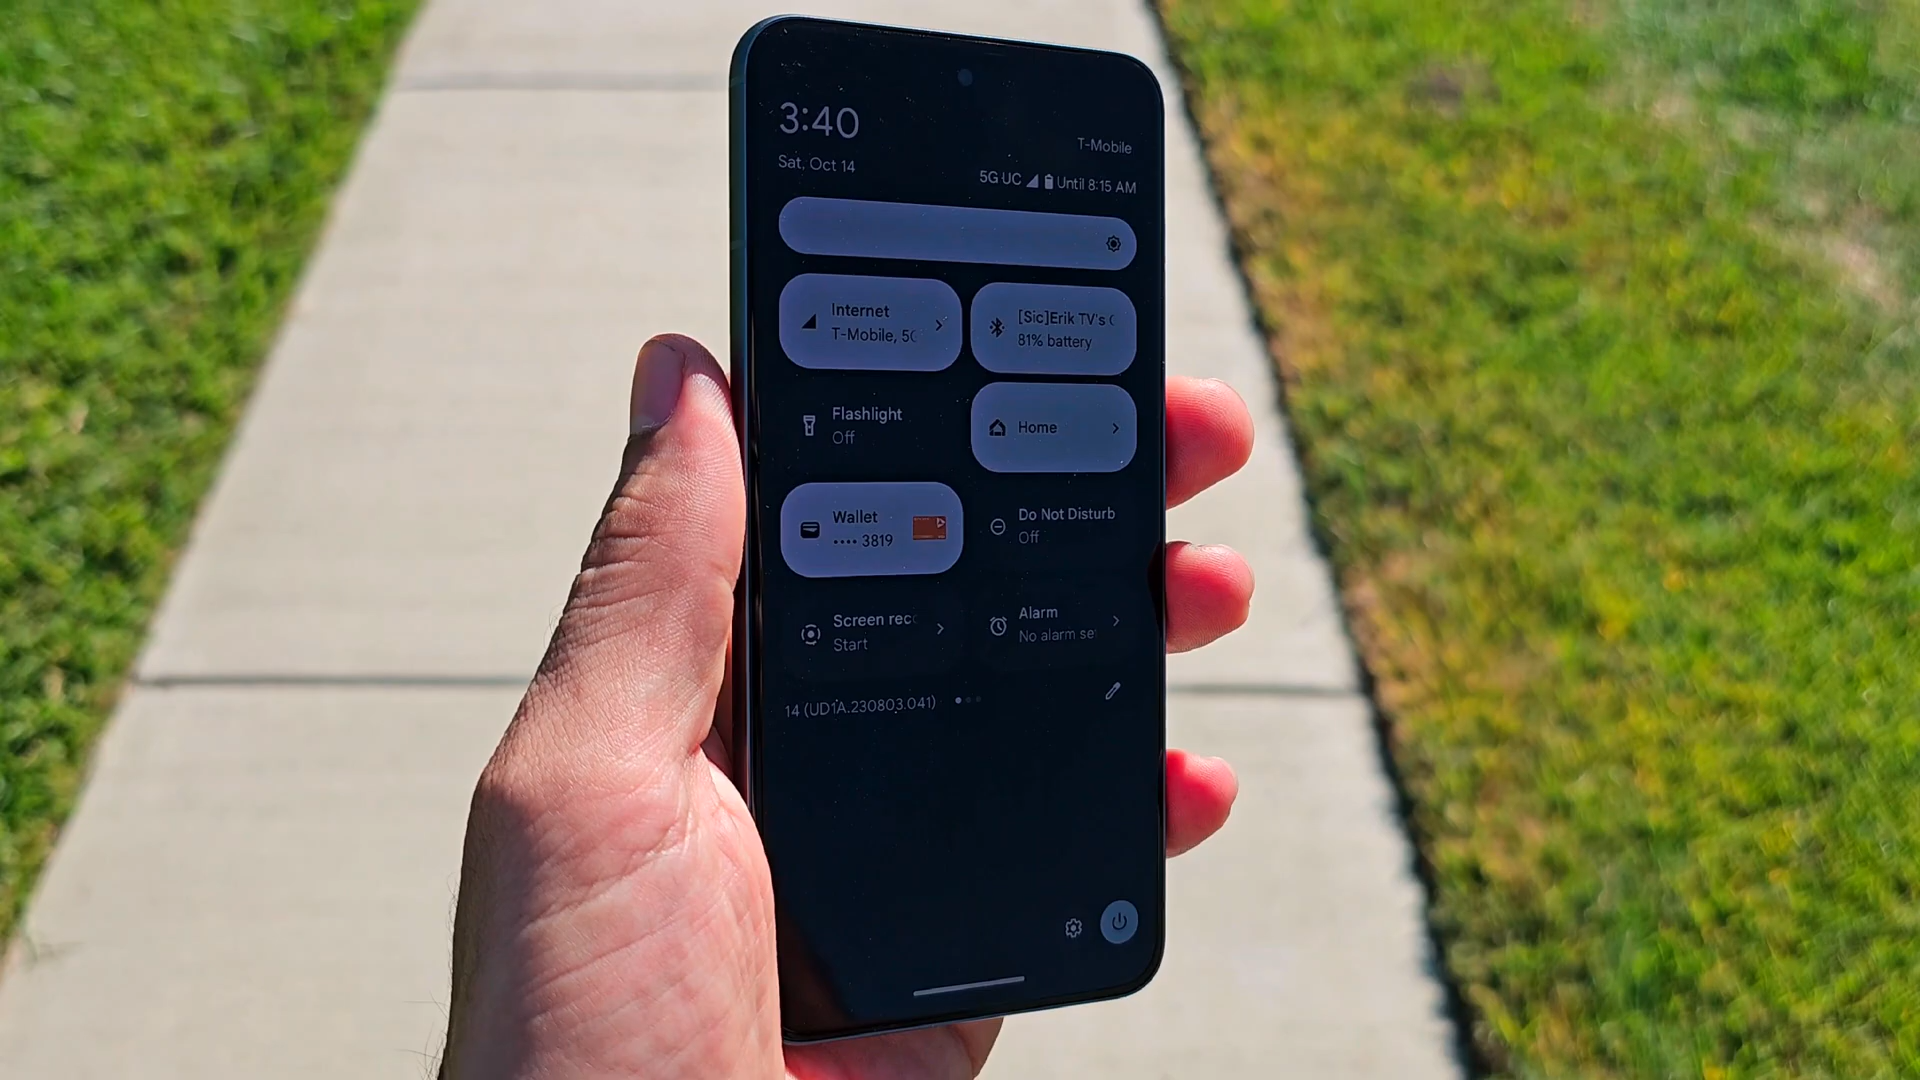 3:40
Sat, Oct 14
T-Mobile
5G UC Until 8:15 AM
Internet
T-Mobile, 5G
[Sic]Erik TV's
81% battery
Flashlight
Off
Home
Wallet
•••• 3819
Do Not Disturb
Off
Screen rec
Start
Alarm
No alarm se
14 (UD1A.230803.041)